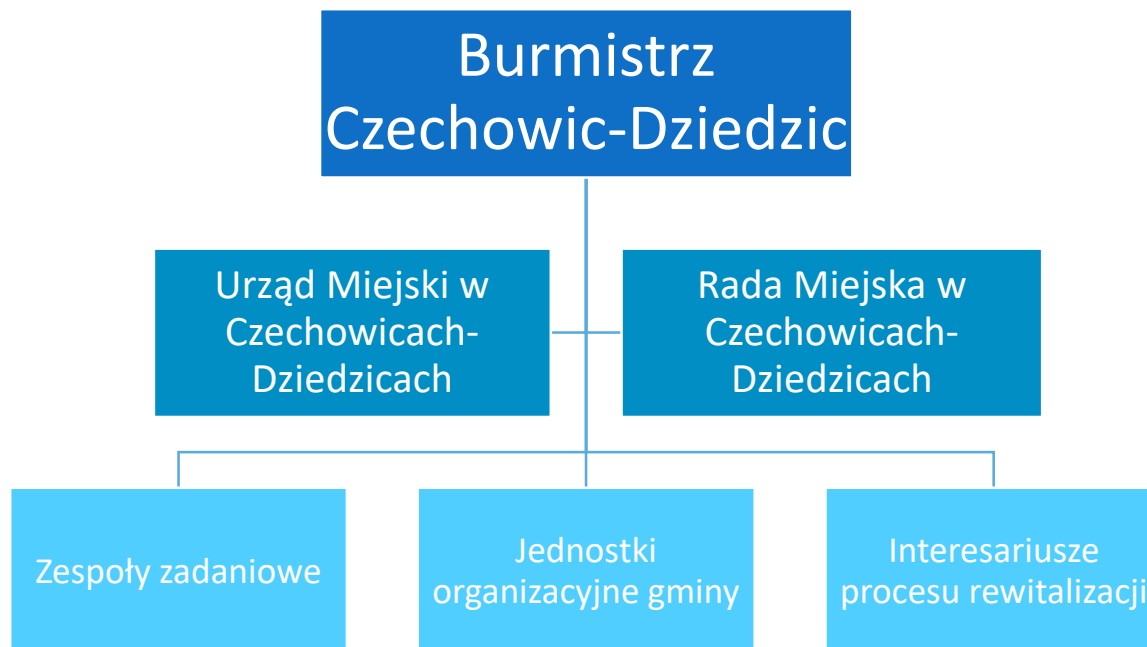 Burmistrz
Czechowic-Dziedzic
Urząd Miejski w
Czechowicach-
Dziedzicach
Rada Miejska w
Czechowicach-
Dziedzicach
Zespoły zadaniowe
Jednostki
organizacyjne gminy
Interesariusze
procesu rewitalizacji